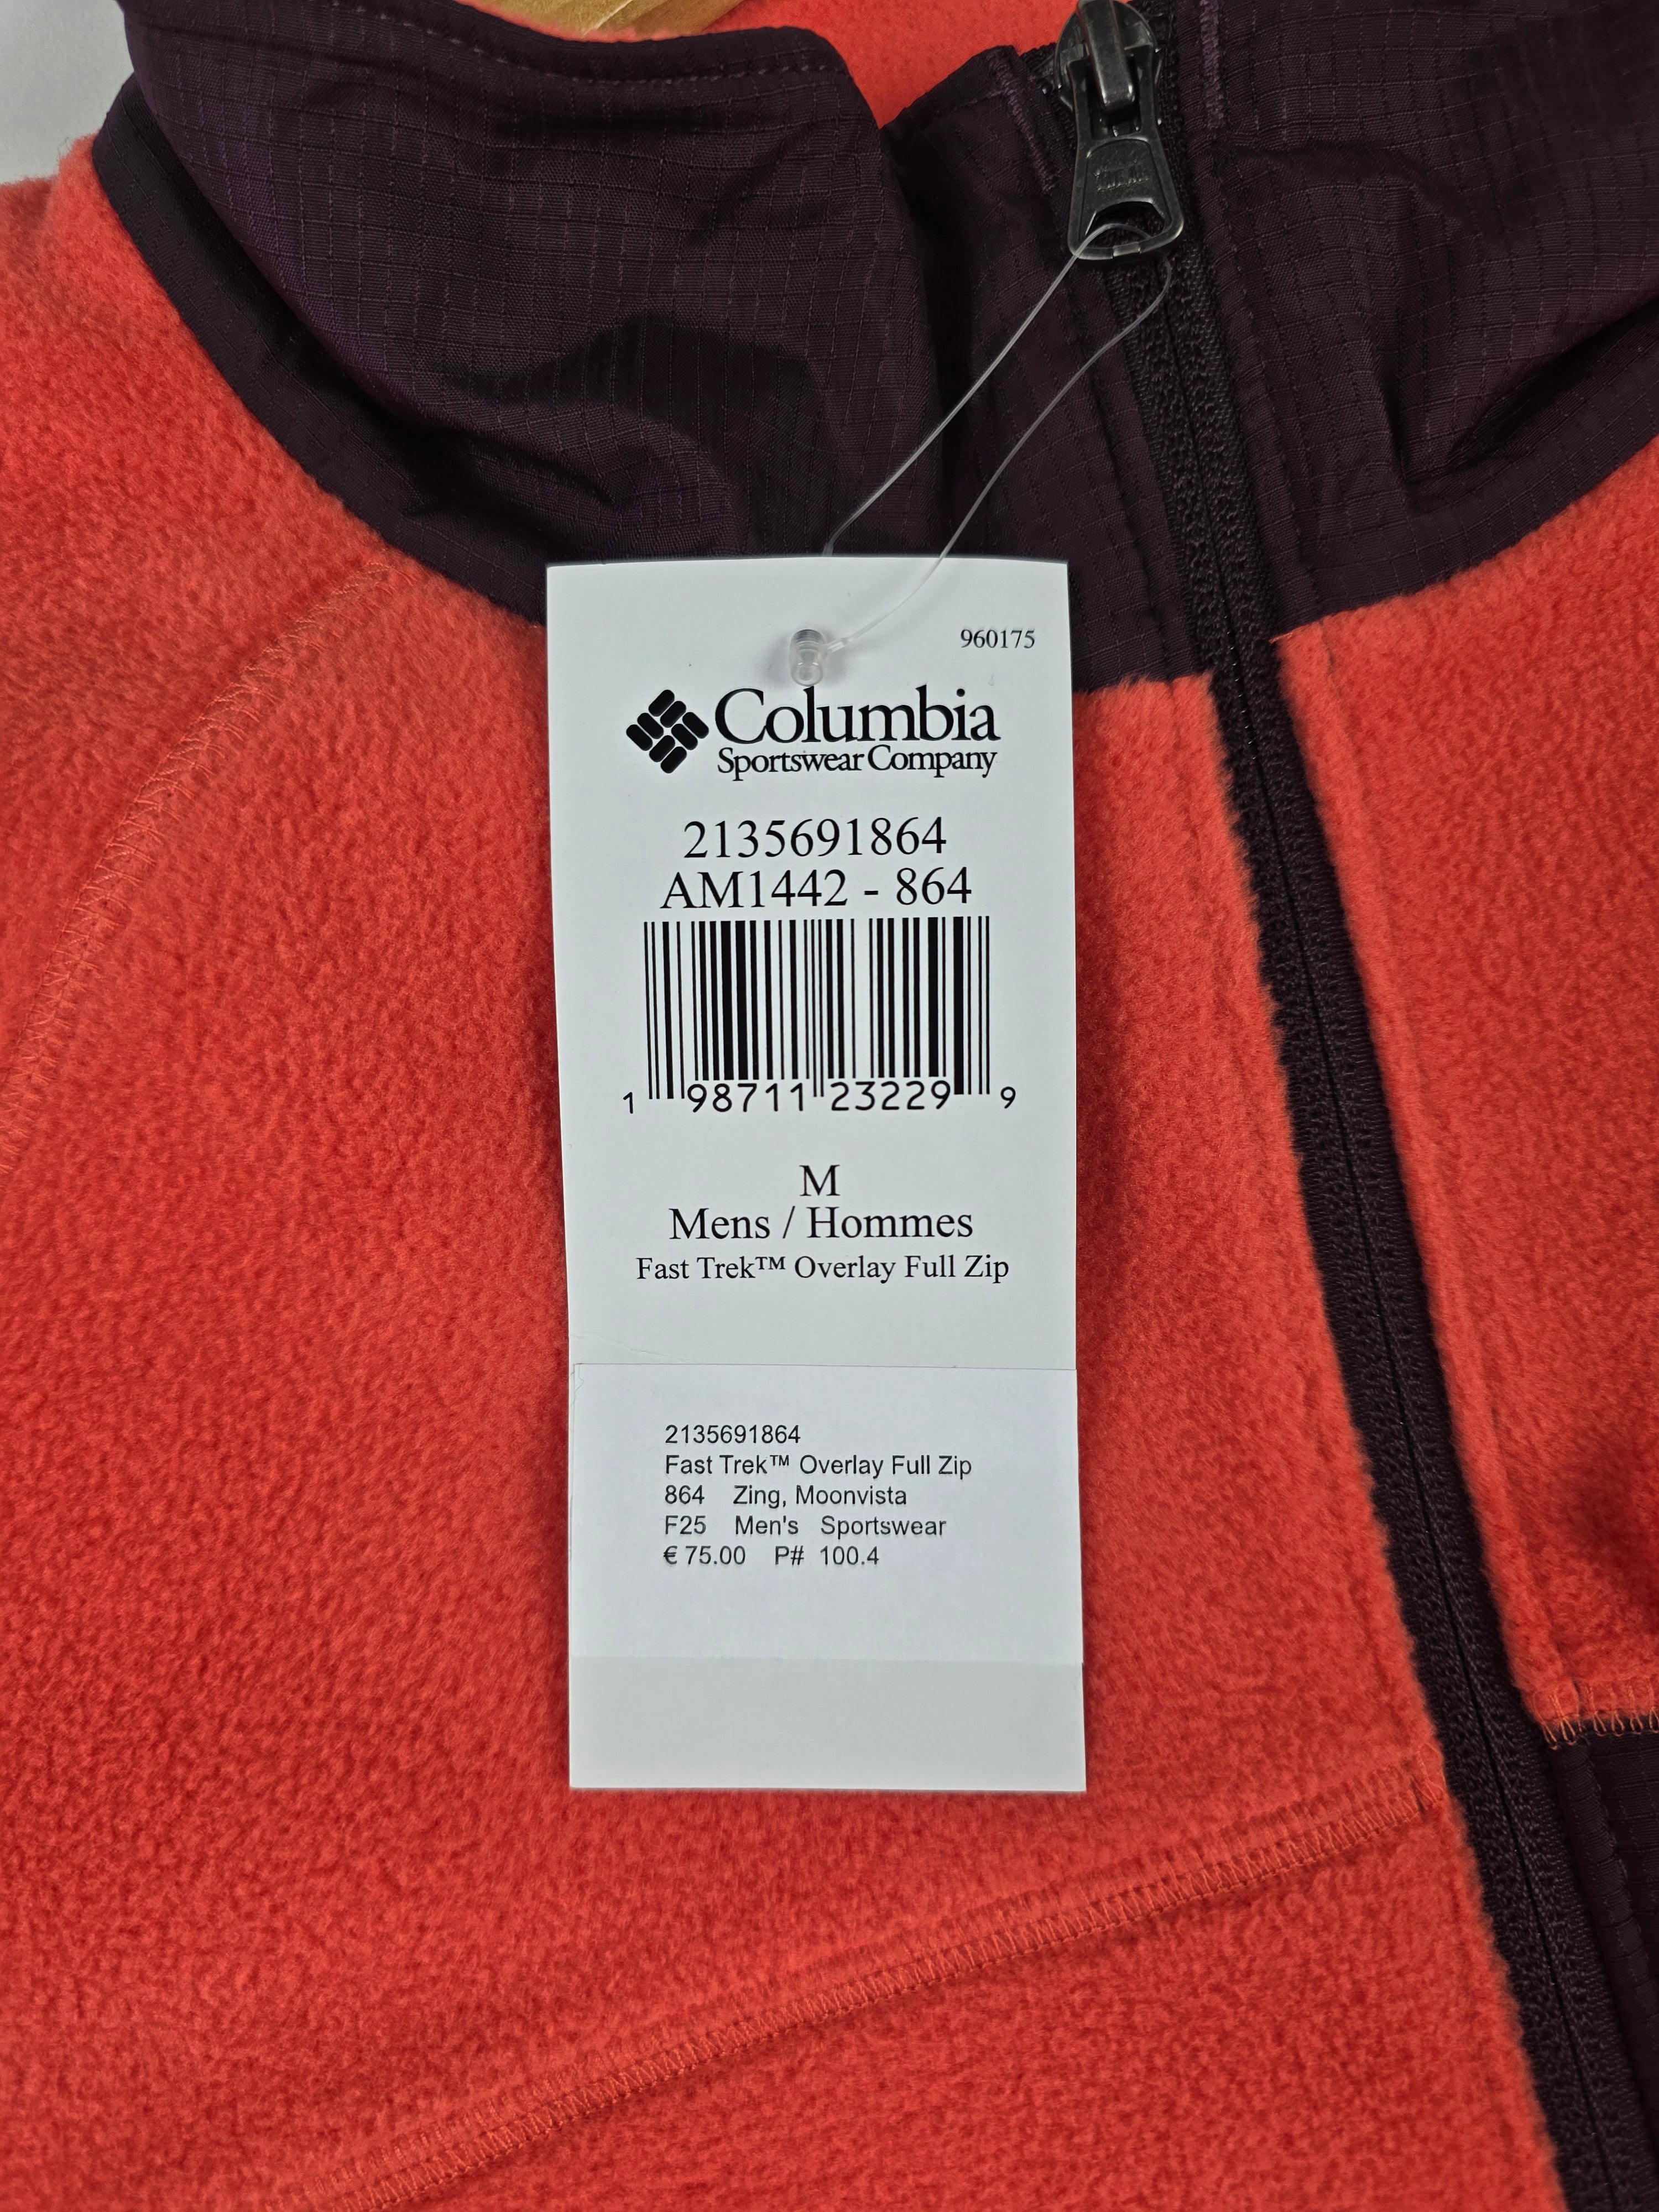 960175
Columbia
Sportswear Company
2135691864
AM1442 - 864
1 98711 23229 9
M
Mens / Hommes
Fast Trek™ Overlay Full Zip
2135691864
Fast Trek™ Overlay Full Zip
864 Zing, Moonvista
F25 Men's Sportswear
€ 75.00 P# 100.4